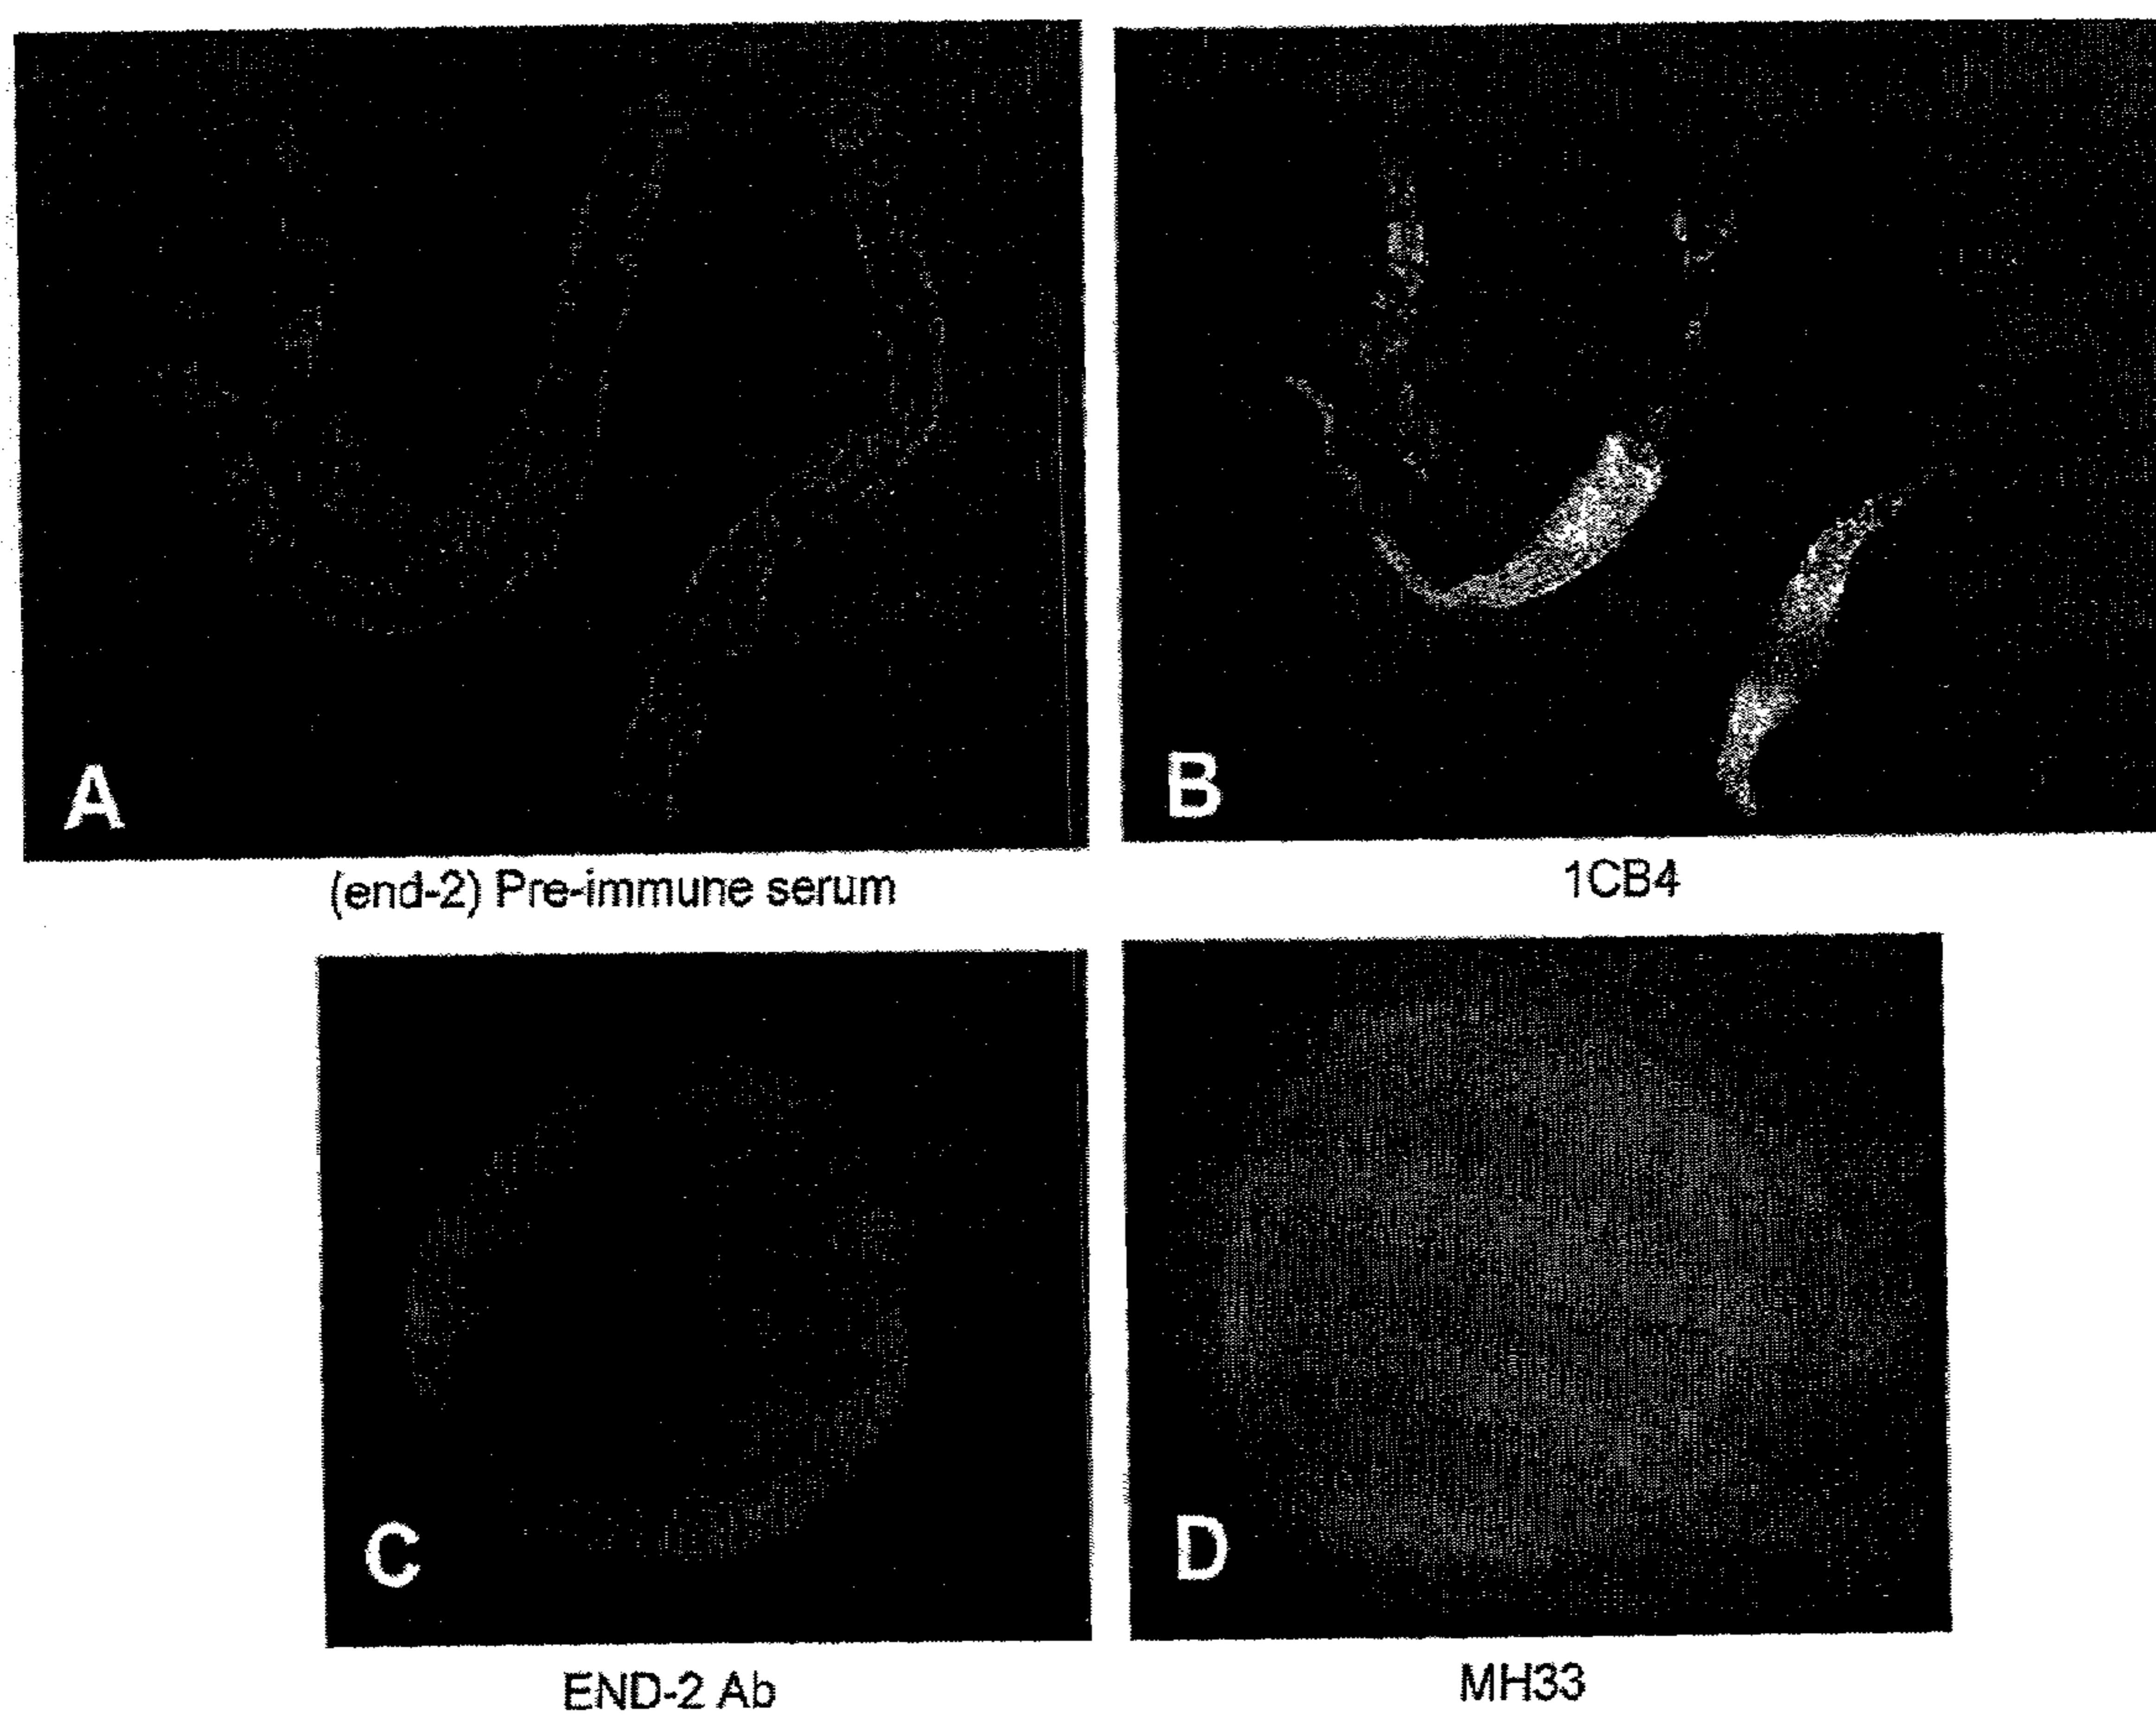 A
B
(end-2) Pre-immune serum
1CB4
C
D
END-2 Ab
MH33